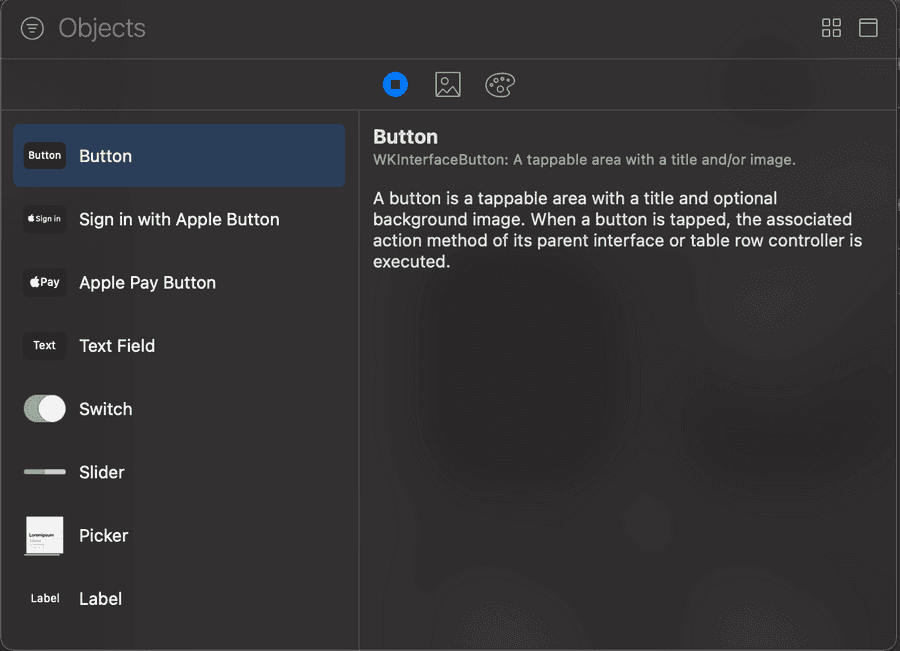 Objects
Button
Button
Sign in
Sign in with Apple Button
Pay
Apple Pay Button
Text
Text Field
Switch
Slider
Picker
Label
Label
Button
WKInterfaceButton: A tappable area with a title and/or image.
A button is a tappable area with a title and optional
background image. When a button is tapped, the associated
action method of its parent interface or table row controller is
executed.